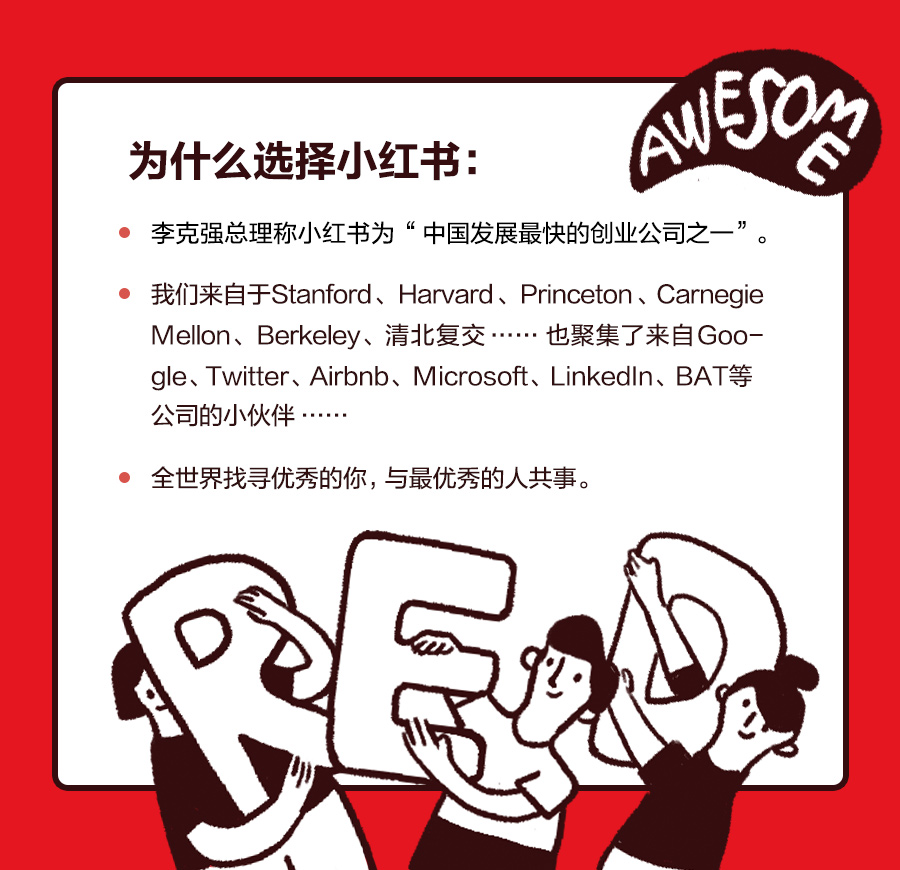 AWESOME
为什么选择小红书：
李克强总理称小红书为“中国发展最快的创业公司之一”。
我们来自于Stanford、Harvard、Princeton、Carnegie
Mellon、Berkeley、清北复交……也聚集了来自Goo-
gle、Twitter、Airbnb、Microsoft、LinkedIn、BAT等
公司的小伙伴……
全世界找寻优秀的你，与最优秀的人共事。
RED